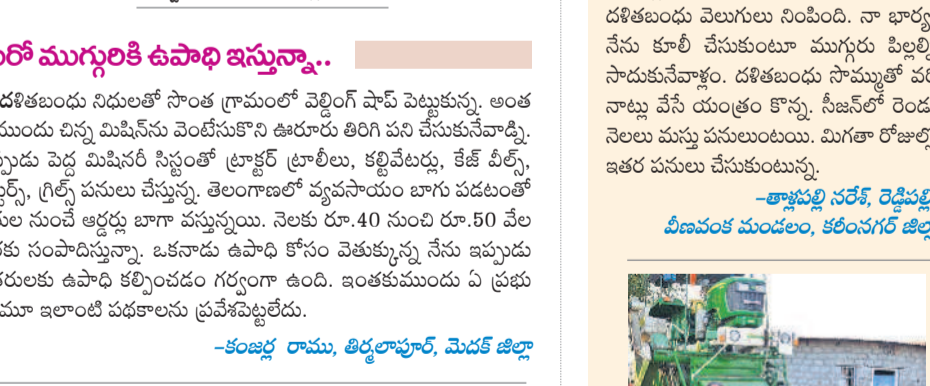 ముగ్గురికి ఉపాధి ఇస్తున్నా..
దళితబంధు నిధులతో సొంత గ్రామంలో వెల్డింగ్ షాప్ పెట్టుకున్న. అంత
ముందు చిన్న మిషిన్‌ను వెంటేసుకొని ఊరూరు తిరిగి పని చేసుకునేవాడ్ని.
పెద్ద మిషినరీ సిస్టంతో ట్రాక్టర్ ట్రాలీలు, కల్టివేటర్లు, కేజ్ వీల్స్,
గ్రిల్స్ పనులు చేస్తున్న. తెలంగాణలో వ్యవసాయం బాగు పడటంతో
నుంచే ఆర్డర్లు బాగా వస్తున్నయి. నెలకు రూ.40 నుంచి రూ.50 వేల
సంపాదిస్తున్నా. ఒకనాడు ఉపాధి కోసం వెతుక్కున్న నేను ఇప్పుడు
ఉపాధి కల్పించడం గర్వంగా ఉంది. ఇంతకుముందు ఏ ప్రభు
ఇలాంటి పథకాలను ప్రవేశపెట్టలేదు.
-కంజర్ల రాము, తిర్మలాపూర్, మెదక్ జిల్లా
దళితబంధు వెలుగులు నింపింది. నా భార్య
నేను కూలీ చేసుకుంటూ ముగ్గురు పిల్లల్ని
సాదుకునేవాళ్లం. దళితబంధు సొమ్ముతో వరి
నాట్లు వేసే యంత్రం కొన్న. సీజన్‌లో రెండు
నెలలు మస్తు పనులుంటయి. మిగతా రోజుల్లో
ఇతర పనులు చేసుకుంటున్న.
-తాళ్లపల్లి నరేశ్, రెడ్డిపల్లి
వీణవంక మండలం, కరీంనగర్ జిల్లా